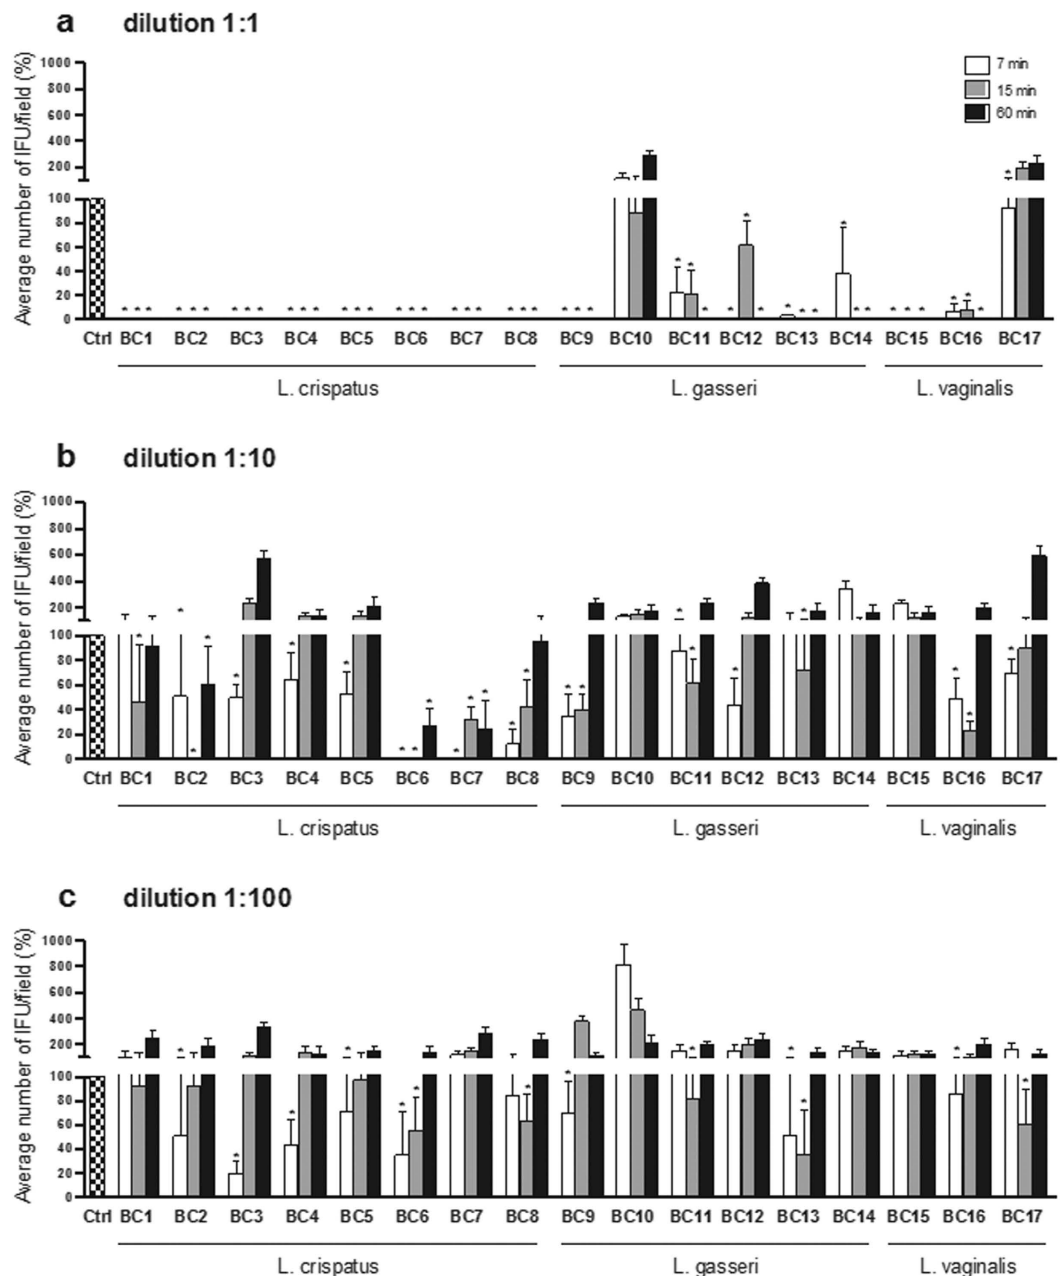 a dilution 1:1
Average number of IFU/field (%)
1000
800
600
400
200
100
80
60
40
20
0
7 min
15 min
60 min
* * * * * * * * * * * * * * * * * * * * * * * * * * * * * * * * * * * * * * * * * * * * *
Ctrl BC1 BC2 BC3 BC4 BC5 BC6 BC7 BC8 BC9 BC10 BC11 BC12 BC13 BC14 BC15 BC16 BC17
L. crispatus L. gasseri L. vaginalis
b dilution 1:10
Average number of IFU/field (%)
1000
800
600
400
200
100
80
60
40
20
0
* * * * * * * * * * * * * * * * * * * * * * *
Ctrl BC1 BC2 BC3 BC4 BC5 BC6 BC7 BC8 BC9 BC10 BC11 BC12 BC13 BC14 BC15 BC16 BC17
L. crispatus L. gasseri L. vaginalis
c dilution 1:100
Average number of IFU/field (%)
1000
800
600
400
200
100
80
60
40
20
0
* * * * * * * * * * * * *
Ctrl BC1 BC2 BC3 BC4 BC5 BC6 BC7 BC8 BC9 BC10 BC11 BC12 BC13 BC14 BC15 BC16 BC17
L. crispatus L. gasseri L. vaginalis